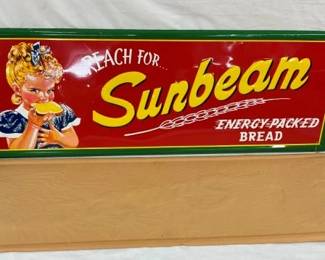 REACH FOR...
Sunbeam
ENERGY-PACKED
BREAD